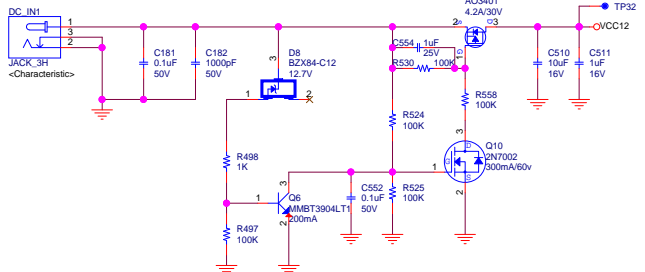 DC_IN1
1
3
2
JACK_3H
<Characteristic>
C181
0.1uF
50V
C182
1000pF
50V
D8
BZX84-C12
12.7V
3
1
2
R498
1K
R497
100K
Q6
MMBT3904LT1
200mA
1
3
2
C552
0.1uF
50V
C554
1uF
25V
R530
100K
R524
100K
R525
100K
AO3401
4.2A/30V
2
S
D
3
G
1
R558
100K
Q10
2N7002
300mA/60v
3
D
G
S
1
2
C510
10uF
16V
C511
1uF
16V
TP32
VCC12